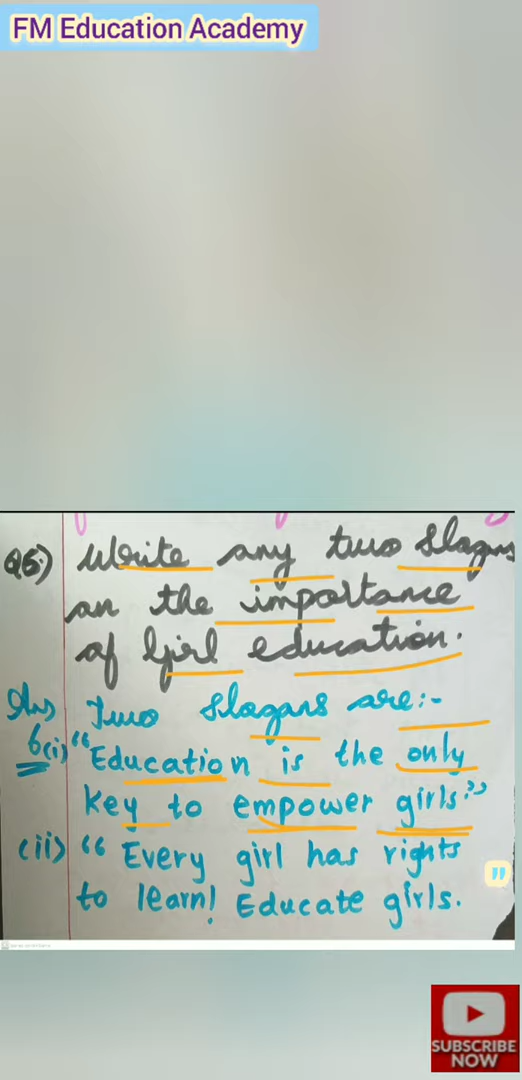 FM Education Academy
Q6) Write any two slogans
on the importance
of Girl education.
Ans Two slogans are:-
6(i) "Education is the only
key to empower girls."
(ii) "Every girl has rights
to learn! Educate girls.
"
SUBSCRIBE
NOW